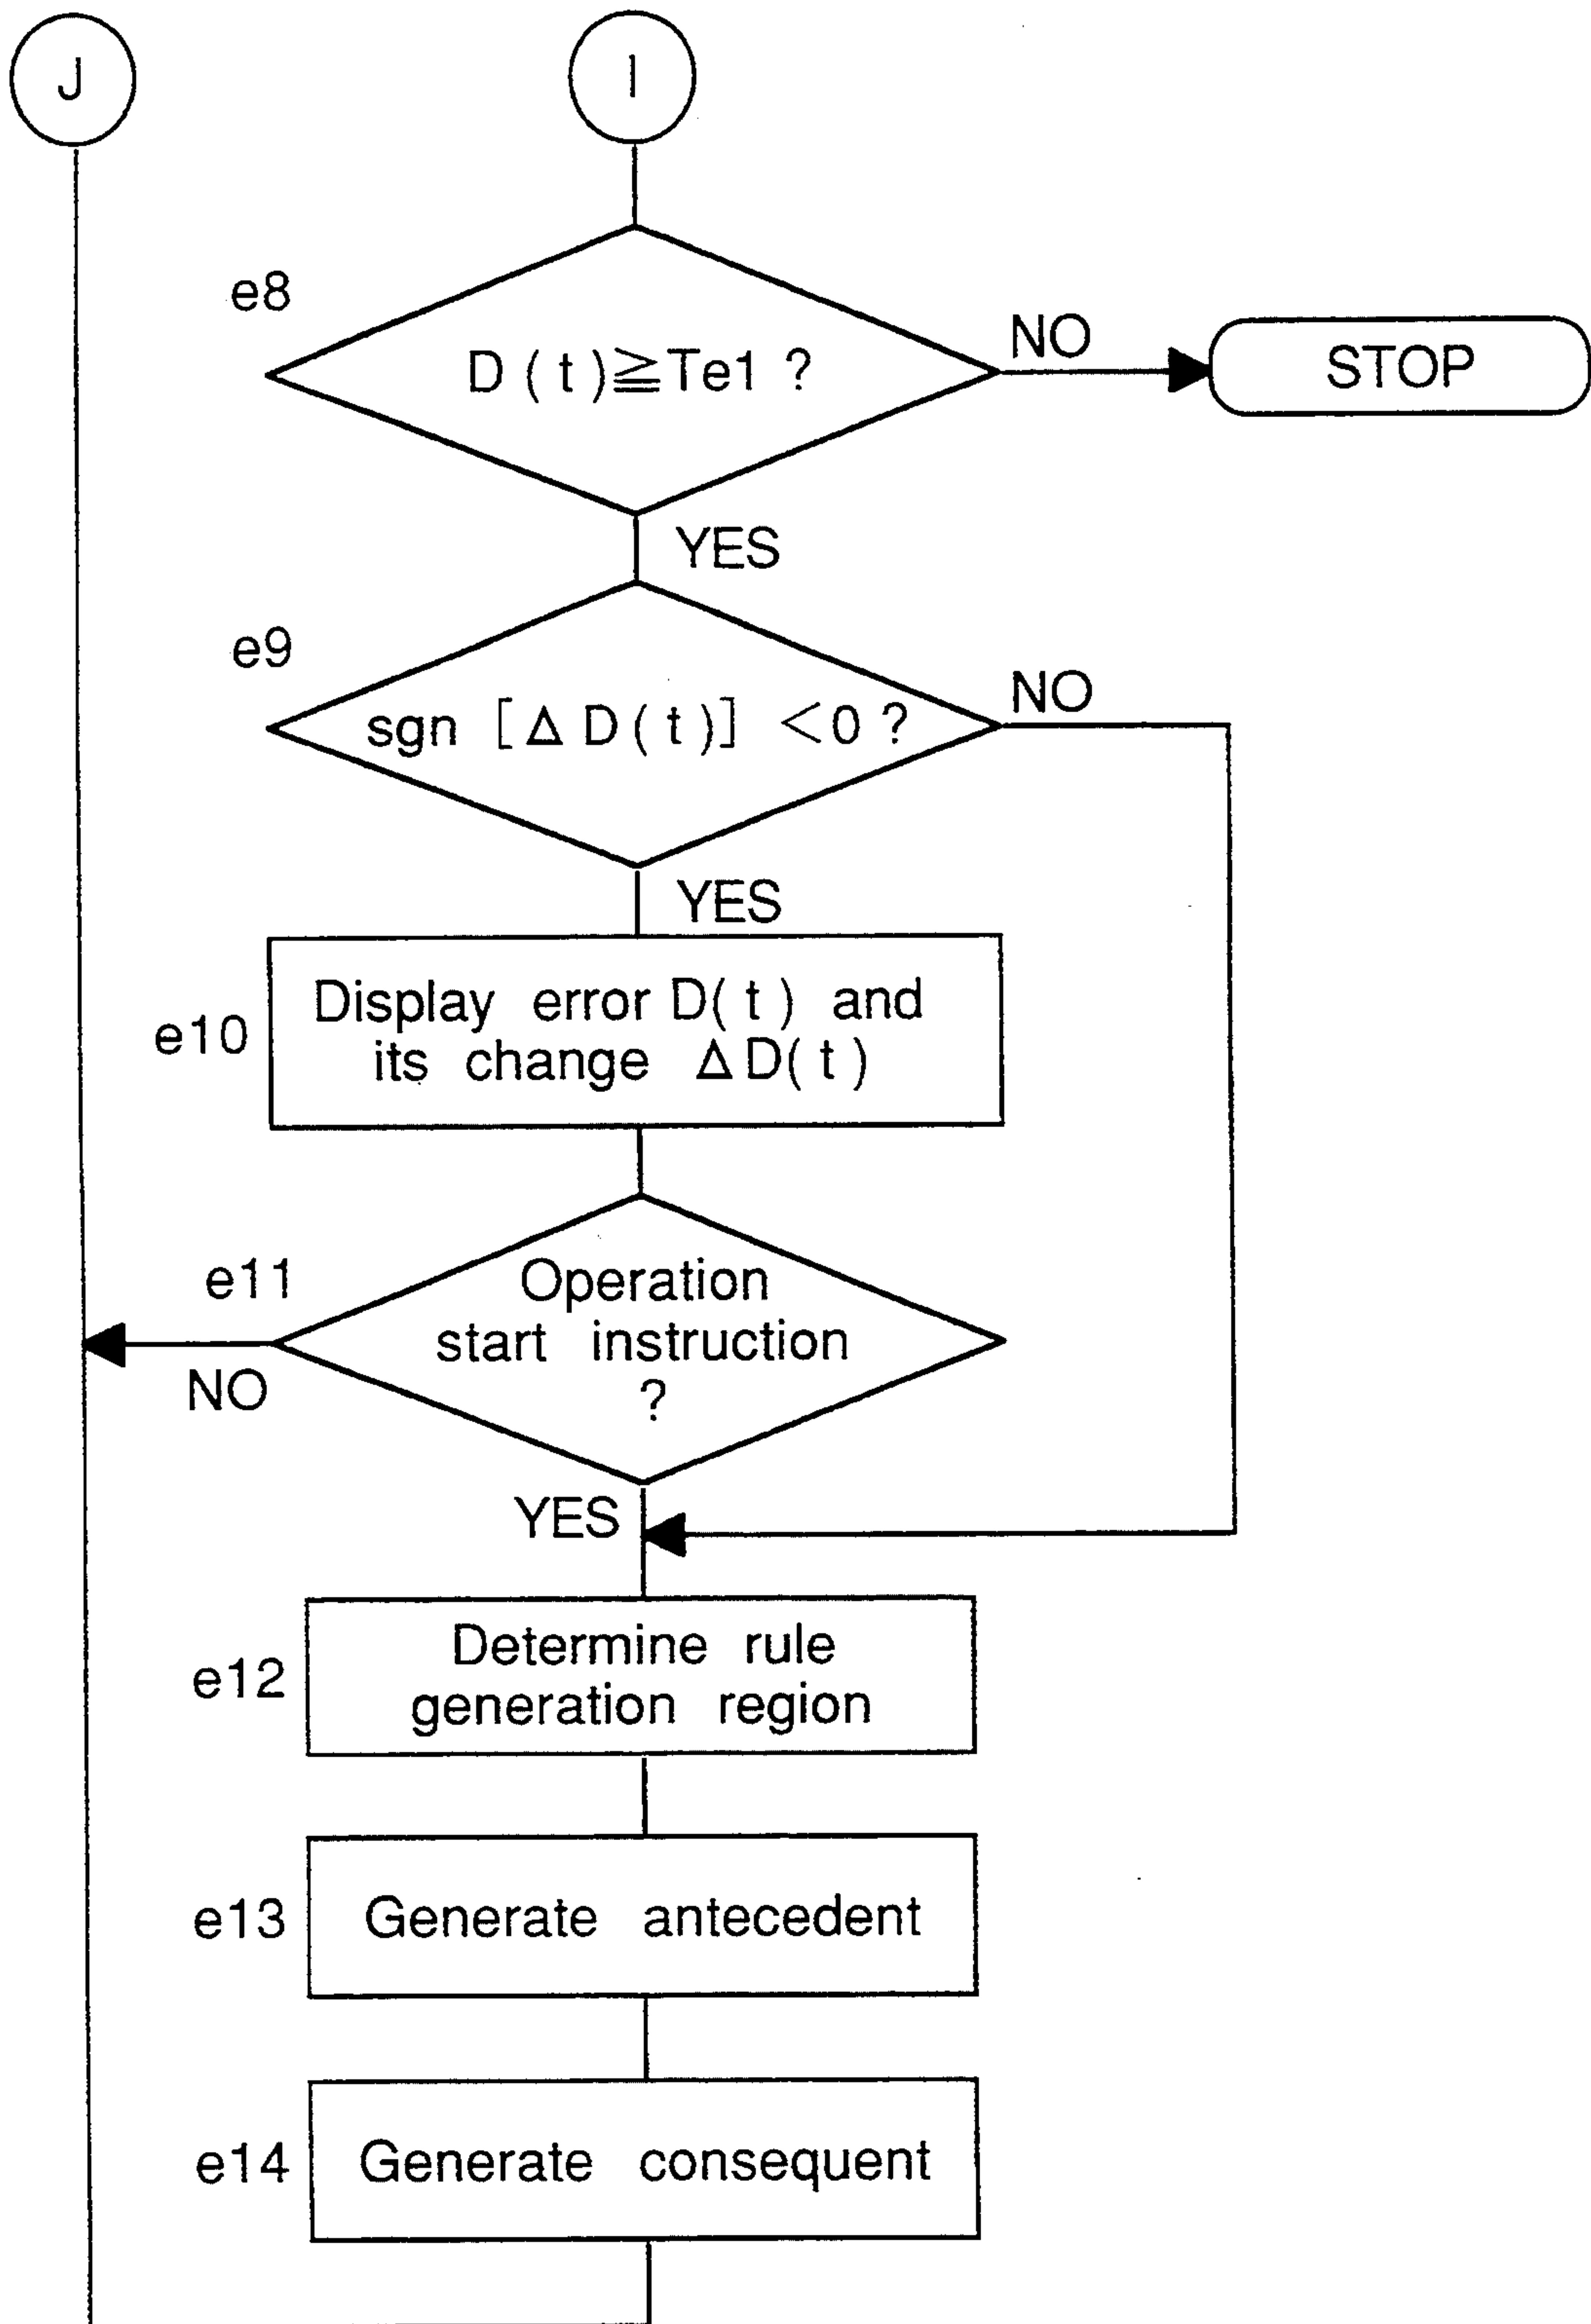 J
I
e8
D (t)≧Te1 ?
NO
STOP
YES
e9
sgn [Δ D(t)] <0 ?
NO
YES
e10
Display error D(t) and
its change ΔD(t)
e11
Operation
start instruction
?
NO
YES
e12
Determine rule
generation region
e13
Generate antecedent
e14
Generate consequent